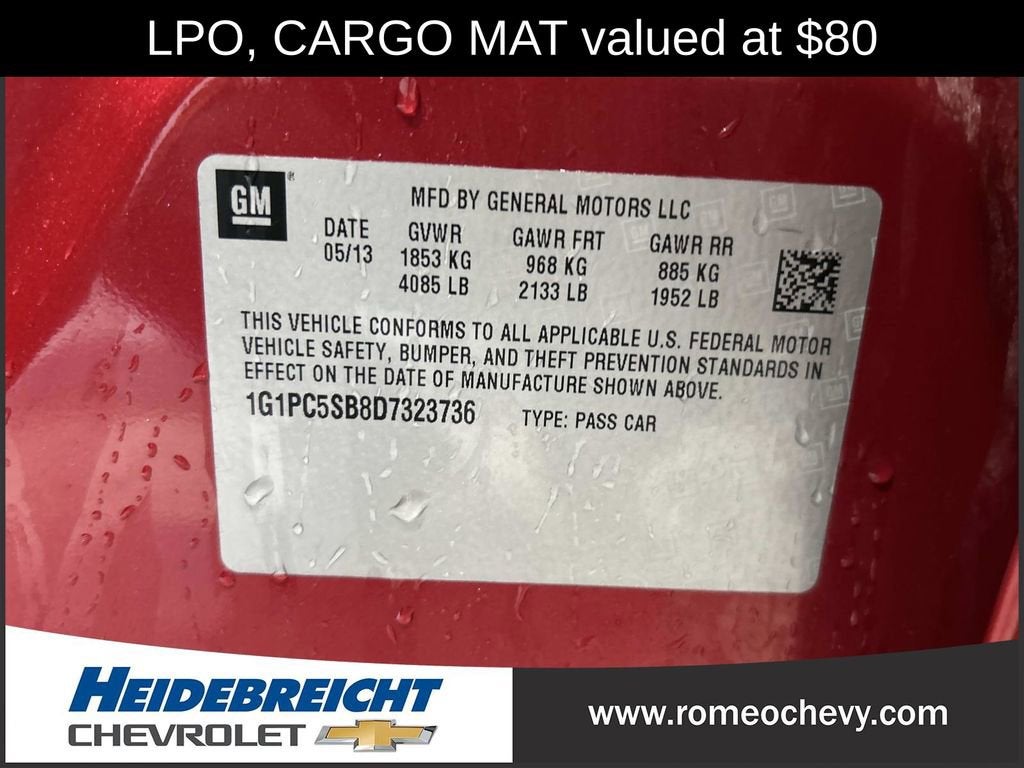 LPO, CARGO MAT valued at $80
GM ®
MFD BY GENERAL MOTORS LLC
DATE GVWR GAWR FRT GAWR RR
05/13 1853 KG 968 KG 885 KG
4085 LB 2133 LB 1952 LB
THIS VEHICLE CONFORMS TO ALL APPLICABLE U.S. FEDERAL MOTOR
VEHICLE SAFETY, BUMPER, AND THEFT PREVENTION STANDARDS IN
EFFECT ON THE DATE OF MANUFACTURE SHOWN ABOVE.
1G1PC5SB8D7323736 TYPE: PASS CAR
HEIDEBREICHT
CHEVROLET
www.romeochevy.com